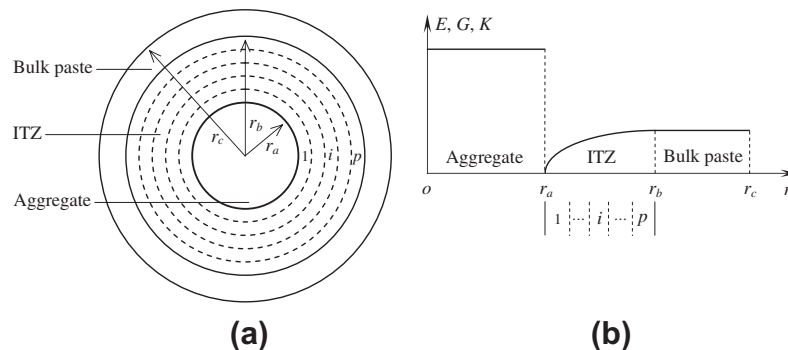 Bulk paste
ITZ
Aggregate
r_c
r_b
r_a
1
i
p
(a)
E, G, K
Aggregate
ITZ
Bulk paste
o
r_a
r_b
r_c
r
1 ... i ... p
(b)